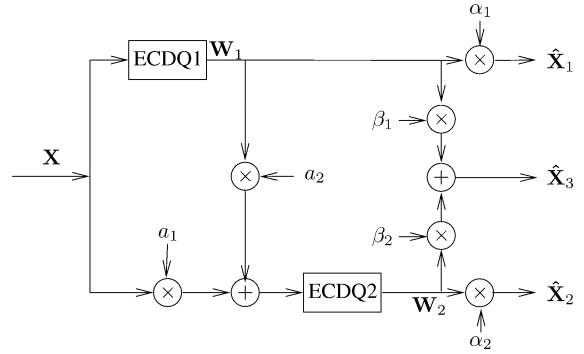 α₁
ECDQ1 W₁ × X̂₁
β₁ ×
X × a₂ + X̂₃
a₁ β₂ ×
× + ECDQ2 W₂ × X̂₂
α₂